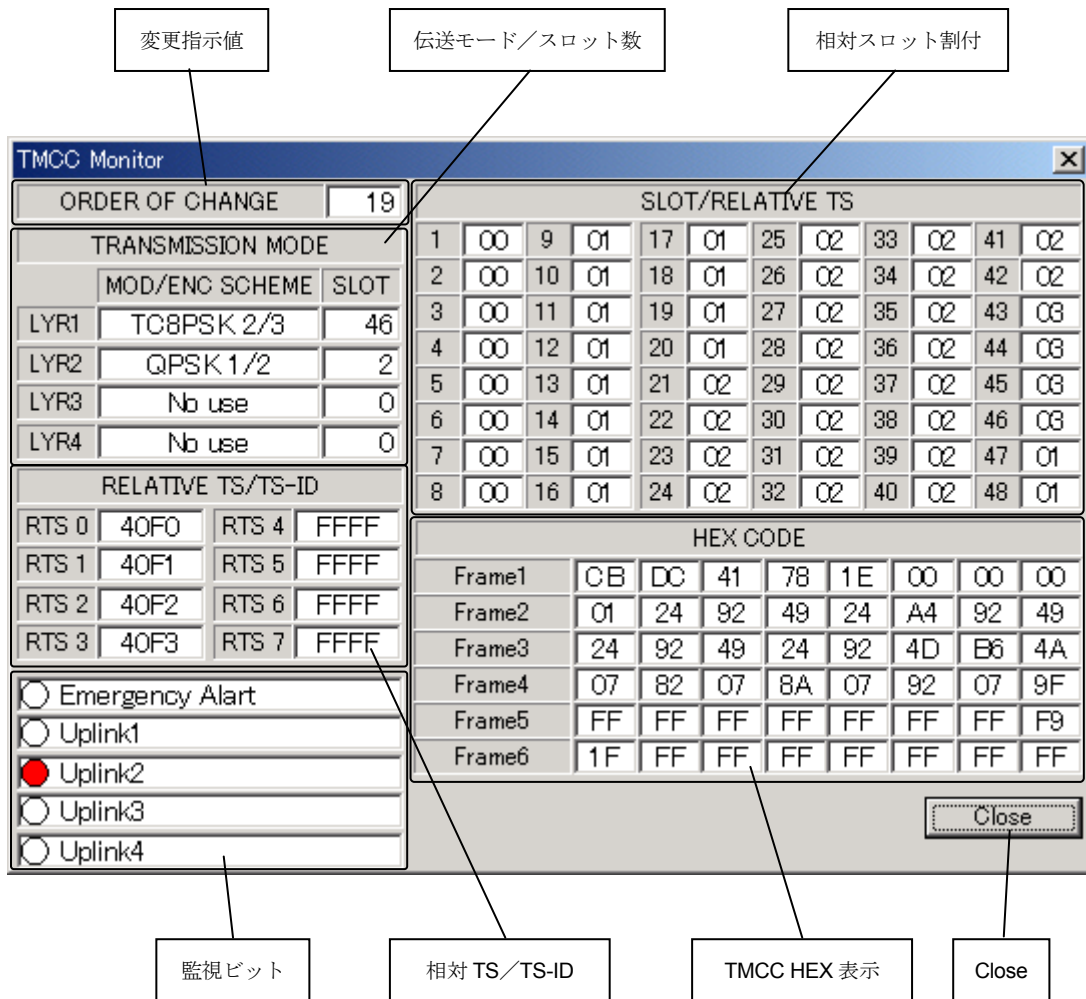 変更指示値
伝送モード／スロット数
相対スロット割付
TMCC Monitor
ORDER OF CHANGE 19
TRANSMISSION MODE
MOD/ENC SCHEME SLOT
LYR1 TC8PSK 2/3 46
LYR2 QPSK 1/2 2
LYR3 No use 0
LYR4 No use 0
RELATIVE TS/TS-ID
RTS 0 40F0 RTS 4 FFFF
RTS 1 40F1 RTS 5 FFFF
RTS 2 40F2 RTS 6 FFFF
RTS 3 40F3 RTS 7 FFFF
Emergency Alart
Uplink1
Uplink2
Uplink3
Uplink4
SLOT/RELATIVE TS
1 00 9 01 17 01 25 02 33 02 41 02
2 00 10 01 18 01 26 02 34 02 42 02
3 00 11 01 19 01 27 02 35 02 43 03
4 00 12 01 20 01 28 02 36 02 44 03
5 00 13 01 21 02 29 02 37 02 45 03
6 00 14 01 22 02 30 02 38 02 46 03
7 00 15 01 23 02 31 02 39 02 47 01
8 00 16 01 24 02 32 02 40 02 48 01
HEX CODE
Frame1 CB DC 41 78 1E 00 00 00
Frame2 01 24 92 49 24 A4 92 49
Frame3 24 92 49 24 92 4D B6 4A
Frame4 07 82 07 8A 07 92 07 9F
Frame5 FF FF FF FF FF FF FF F9
Frame6 1F FF FF FF FF FF FF FF
Close
監視ビット
相対 TS／TS-ID
TMCC HEX 表示
Close